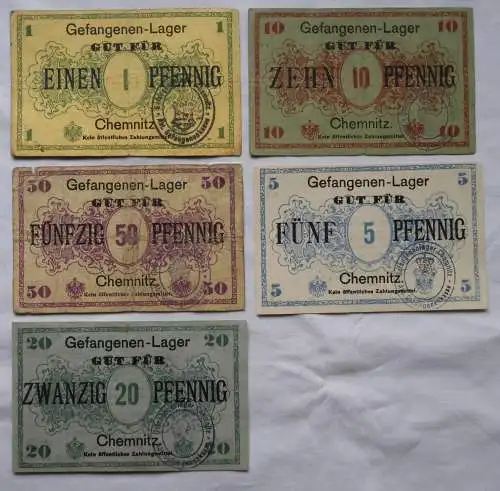 1 Gefangenen-Lager 1
GUT FÜR
EINEN 1 PFENNIG
Chemnitz.
1 Kein öffentliches Zahlungsmittel. 1
10 Gefangenen-Lager 10
GUT FÜR
ZEHN 10 PFENNIG
Chemnitz.
10 Kein öffentliches Zahlungsmittel. 10
50 Gefangenen-Lager 50
GUT FÜR
FÜNFZIG 50 PFENNIG
Chemnitz.
50 Kein öffentliches Zahlungsmittel. 50
5 Gefangenen-Lager 5
GUT FÜR
FÜNF 5 PFENNIG
Chemnitz.
5 Kein öffentliches Zahlungsmittel. 5
20 Gefangenen-Lager 20
GUT FÜR
ZWANZIG 20 PFENNIG
Chemnitz.
20 Kein öffentliches Zahlungsmittel. 20